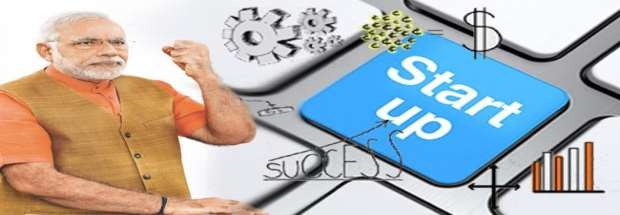 = $
Start
up
SUCCESS